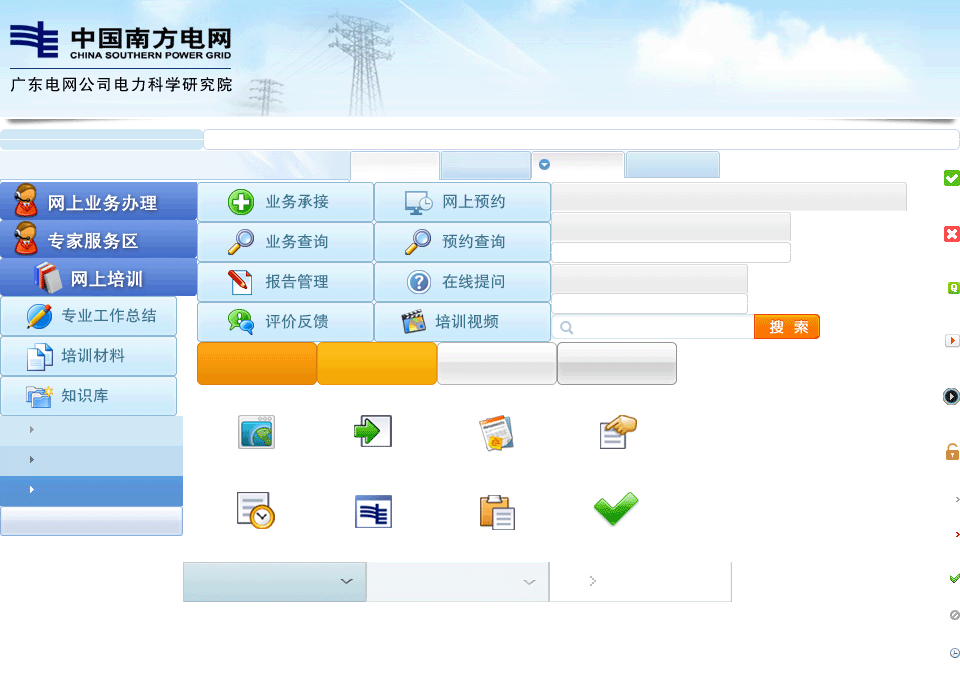 中国南方电网
CHINA SOUTHERN POWER GRID
广东电网公司电力科学研究院
网上业务办理
业务承接
网上预约
专家服务区
业务查询
预约查询
网上培训
报告管理
在线提问
专业工作总结
评价反馈
培训视频
搜 索
培训材料
知识库